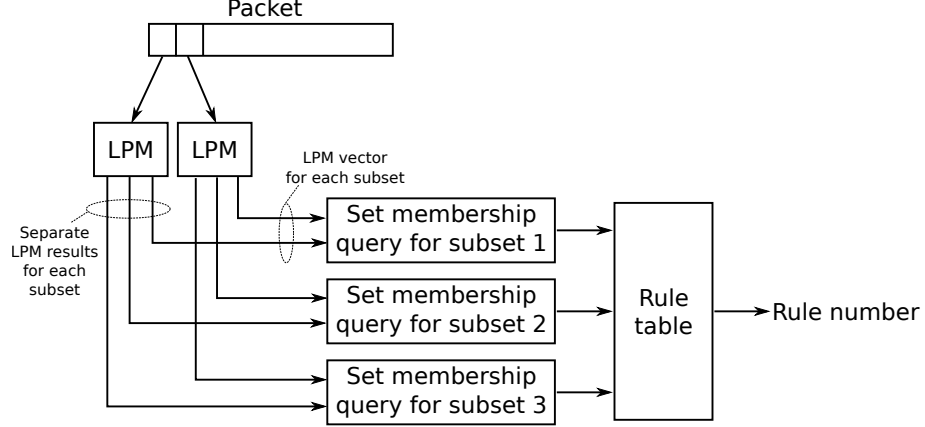 Packet
LPM
LPM
LPM vector
for each subset
Separate
LPM results
for each
subset
Set membership
query for subset 1
Set membership
query for subset 2
Set membership
query for subset 3
Rule
table
Rule number